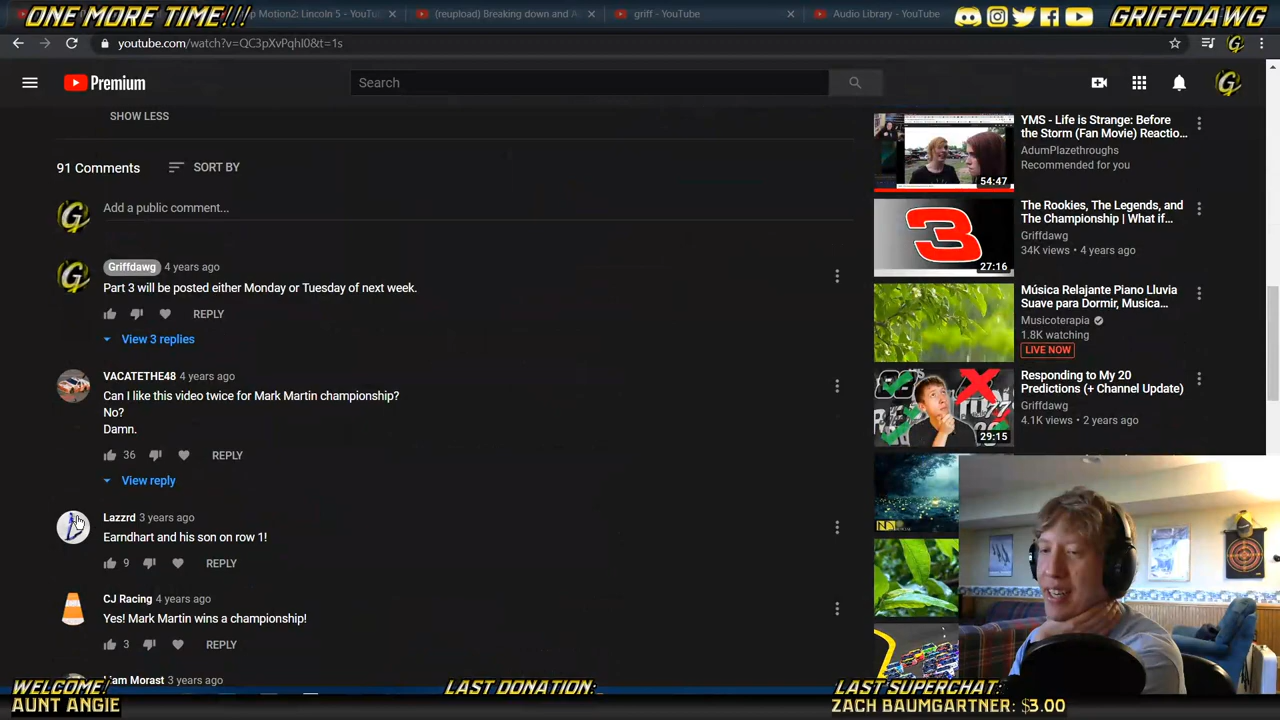 ONE MORE TIME!!!
Motion2: Lincoln 5 - YouTu
(reupload) Breaking down and A
griff - YouTube
Audio Library - YouTube
GRIFFDAWG
youtube.com/watch?v=QC3pXvPqhI0&t=1s
Premium
Search
SHOW LESS
91 Comments
SORT BY
Add a public comment...
Griffdawg 4 years ago
Part 3 will be posted either Monday or Tuesday of next week.
REPLY
View 3 replies
VACATETHE48 4 years ago
Can I like this video twice for Mark Martin championship?
No?
Damn.
36 REPLY
View reply
Lazzrd 3 years ago
Earndhart and his son on row 1!
9 REPLY
CJ Racing 4 years ago
Yes! Mark Martin wins a championship!
3 REPLY
Liam Morast 3 years ago
YMS - Life is Strange: Before
the Storm (Fan Movie) Reactio...
AdumPlazethroughs
Recommended for you
54:47
The Rookies, The Legends, and
The Championship | What if...
Griffdawg
34K views • 4 years ago
3
27:16
Música Relajante Piano Lluvia
Suave para Dormir, Musica...
Musicoterapia
1.8K watching
LIVE NOW
Responding to My 20
Predictions (+ Channel Update)
Griffdawg
4.1K views • 2 years ago
29:15
WELCOME!
AUNT ANGIE
LAST DONATION:
LAST SUPERCHAT:
ZACH BAUMGARTNER: $3.00